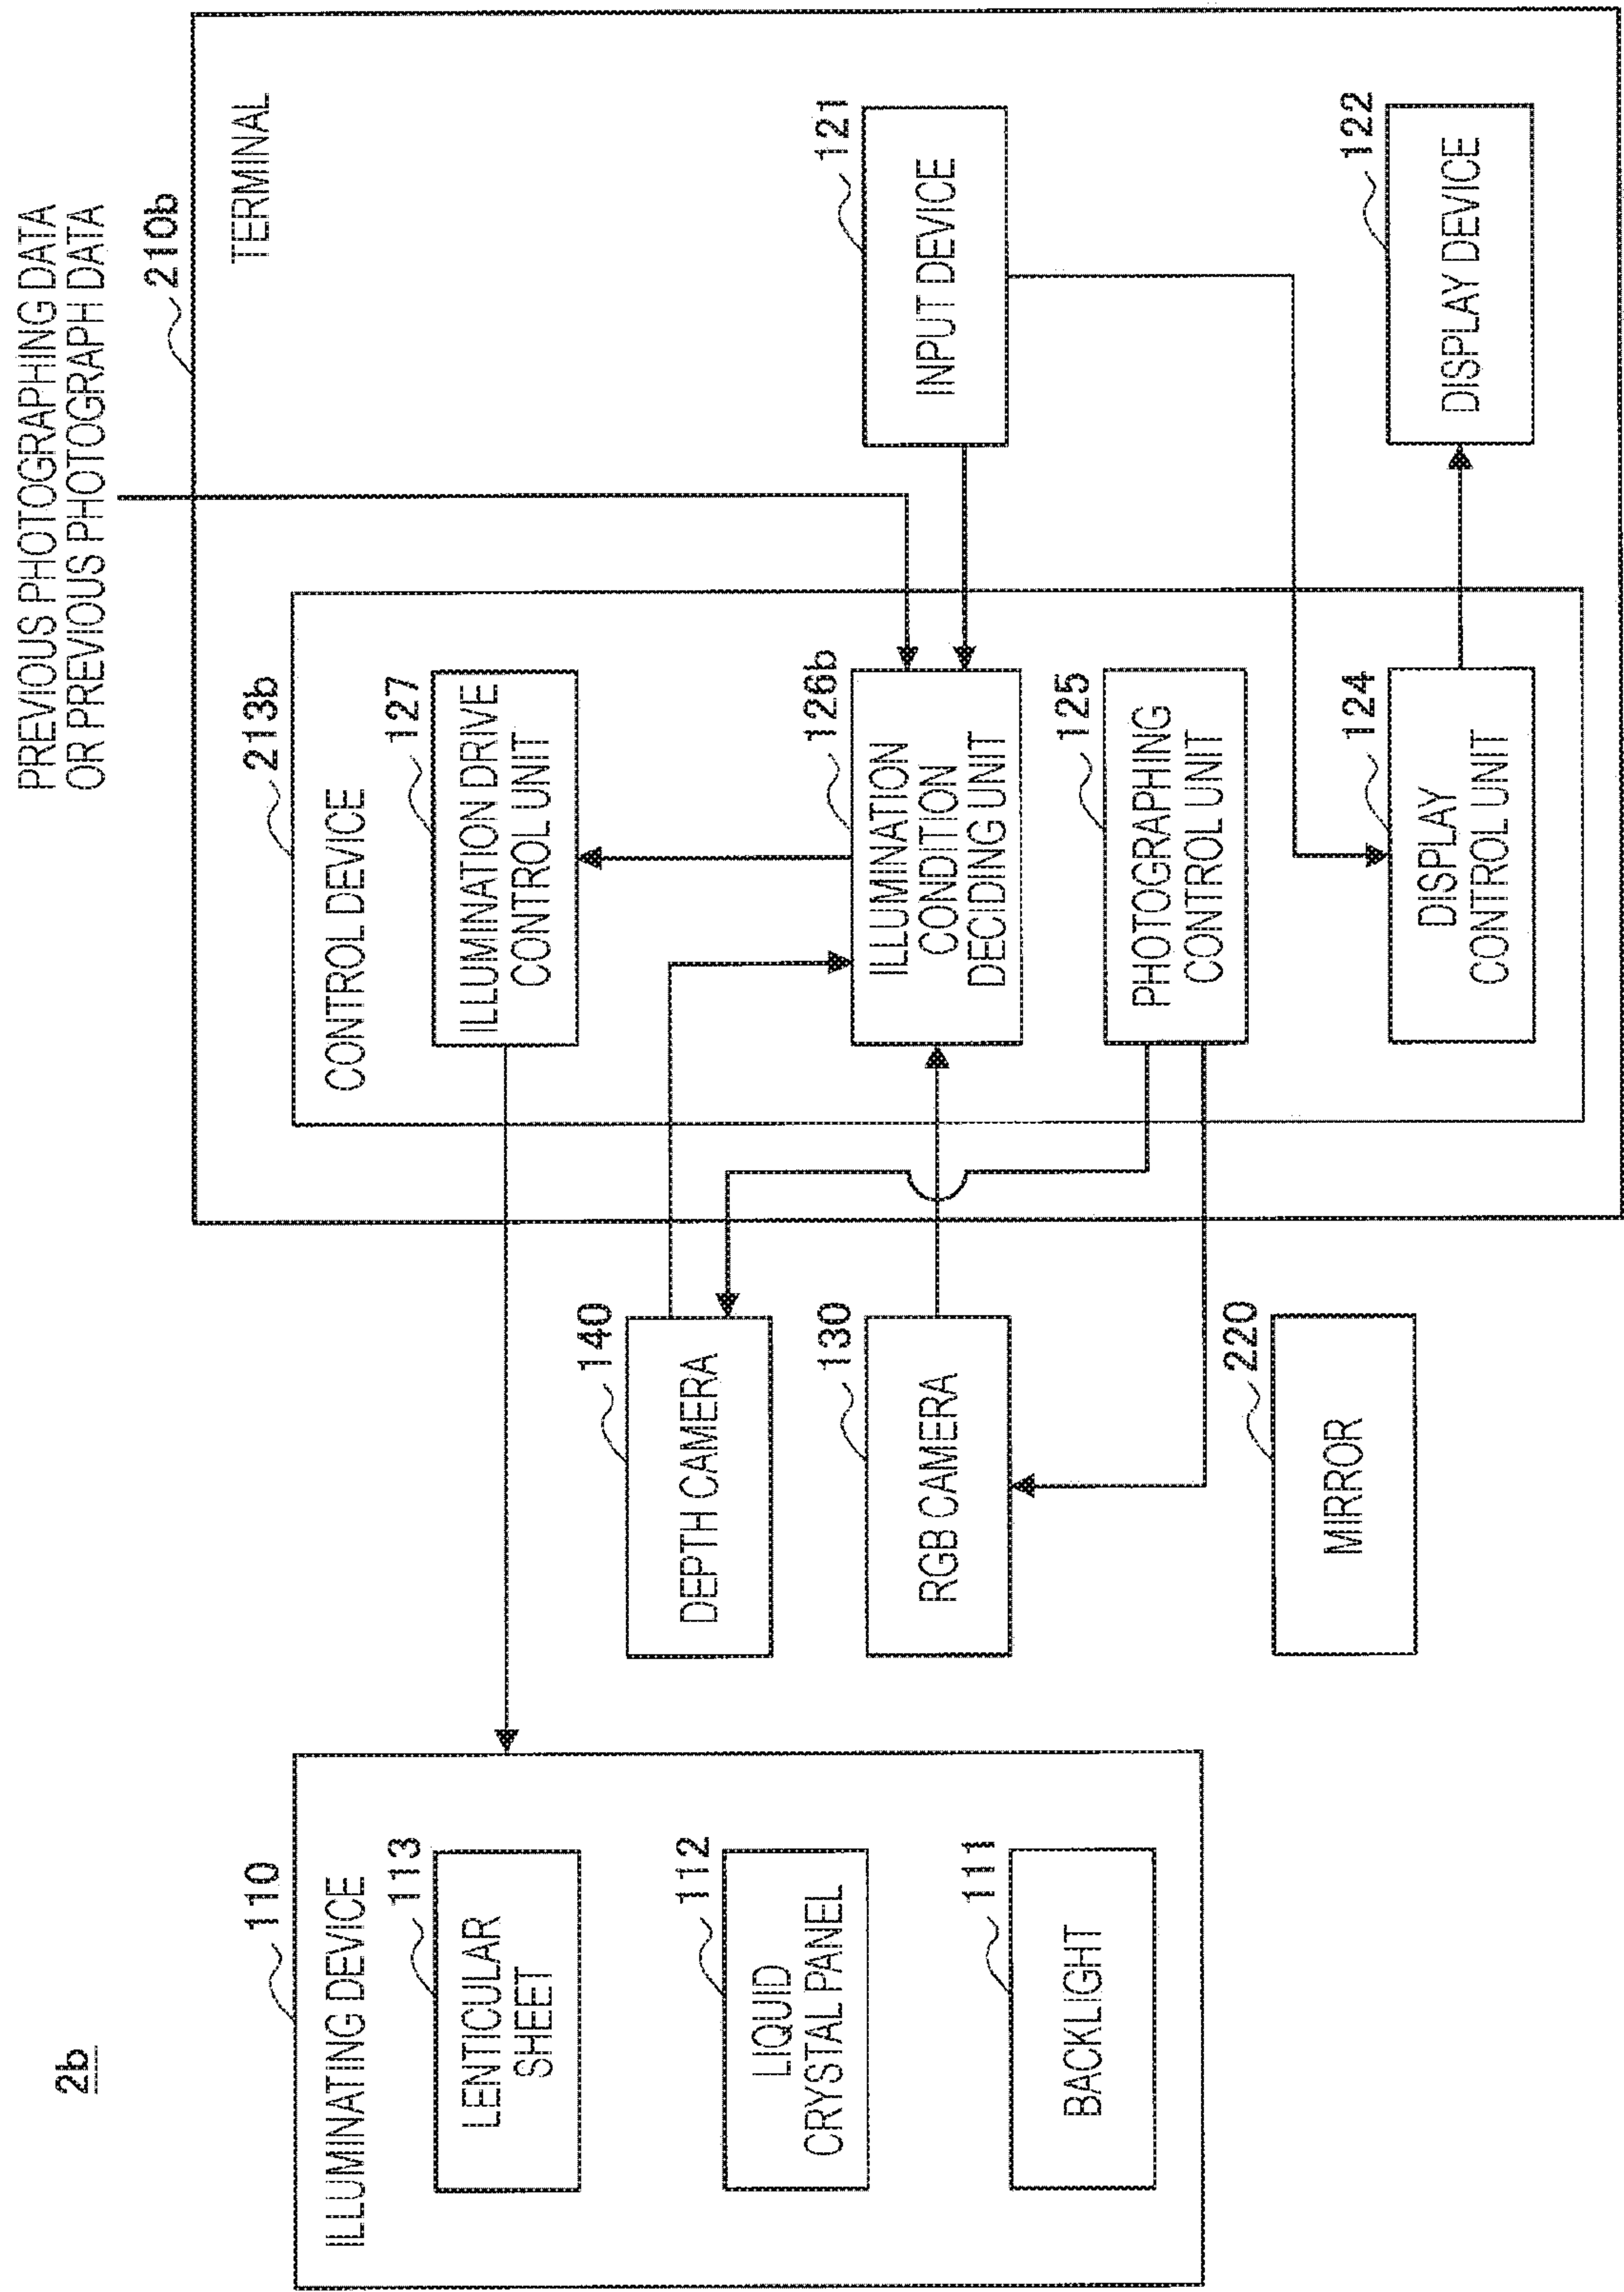 2b
PREVIOUS PHOTOGRAPHING DATA
OR PREVIOUS PHOTOGRAPH DATA
110
ILLUMINATING DEVICE
113
LENTICULAR
SHEET
112
LIQUID
CRYSTAL PANEL
111
BACKLIGHT
140
DEPTH CAMERA
130
RGB CAMERA
220
MIRROR
210b
TERMINAL
213b
CONTROL DEVICE
127
ILLUMINATION DRIVE
CONTROL UNIT
126b
ILLUMINATION
CONDITION
DECIDING UNIT
125
PHOTOGRAPHING
CONTROL UNIT
124
DISPLAY
CONTROL UNIT
121
INPUT DEVICE
122
DISPLAY DEVICE